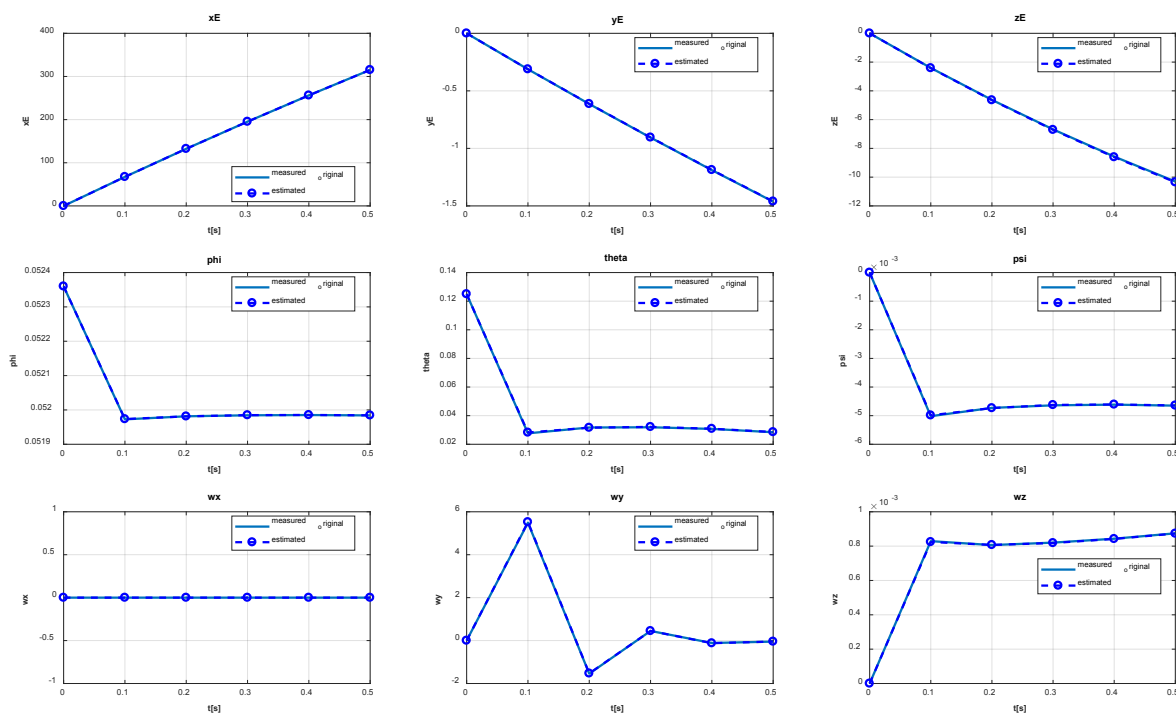 xE
400
300
200
100
0
xE
measured
original
estimated
0 0.1 0.2 0.3 0.4 0.5
t[s]
yE
0
-0.5
-1
-1.5
yE
measured
original
estimated
0 0.1 0.2 0.3 0.4 0.5
t[s]
zE
0
-2
-4
-6
-8
-10
-12
zE
measured
original
estimated
0 0.1 0.2 0.3 0.4 0.5
t[s]
phi
0.0524
0.0523
0.0522
0.0521
0.052
0.0519
phi
measured
original
estimated
0 0.1 0.2 0.3 0.4 0.5
t[s]
theta
0.14
0.12
0.1
0.08
0.06
0.04
0.02
theta
measured
original
estimated
0 0.1 0.2 0.3 0.4 0.5
t[s]
psi
× 10 -3
0
-1
-2
-3
-4
-5
-6
psi
measured
original
estimated
0 0.1 0.2 0.3 0.4 0.5
t[s]
wx
1
0.5
0
-0.5
-1
wx
measured
original
estimated
0 0.1 0.2 0.3 0.4 0.5
t[s]
wy
6
4
2
0
-2
wy
measured
original
estimated
0 0.1 0.2 0.3 0.4 0.5
t[s]
wz
× 10 -3
1
0.8
0.6
0.4
0.2
0
wz
measured
original
estimated
0 0.1 0.2 0.3 0.4 0.5
t[s]